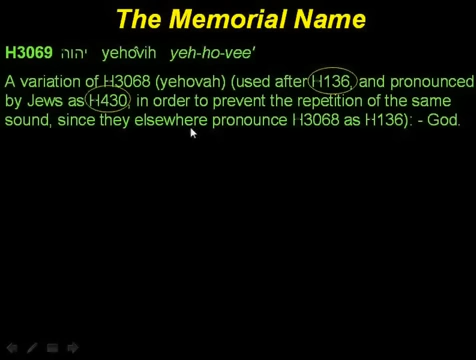 The Memorial Name
H3069 יהוה yehôvih yeh-ho-vee'
A variation of H3068 (yehovah) (used after H136, and pronounced
by Jews as H430, in order to prevent the repetition of the same
sound, since they elsewhere pronounce H3068 as H136): - God.